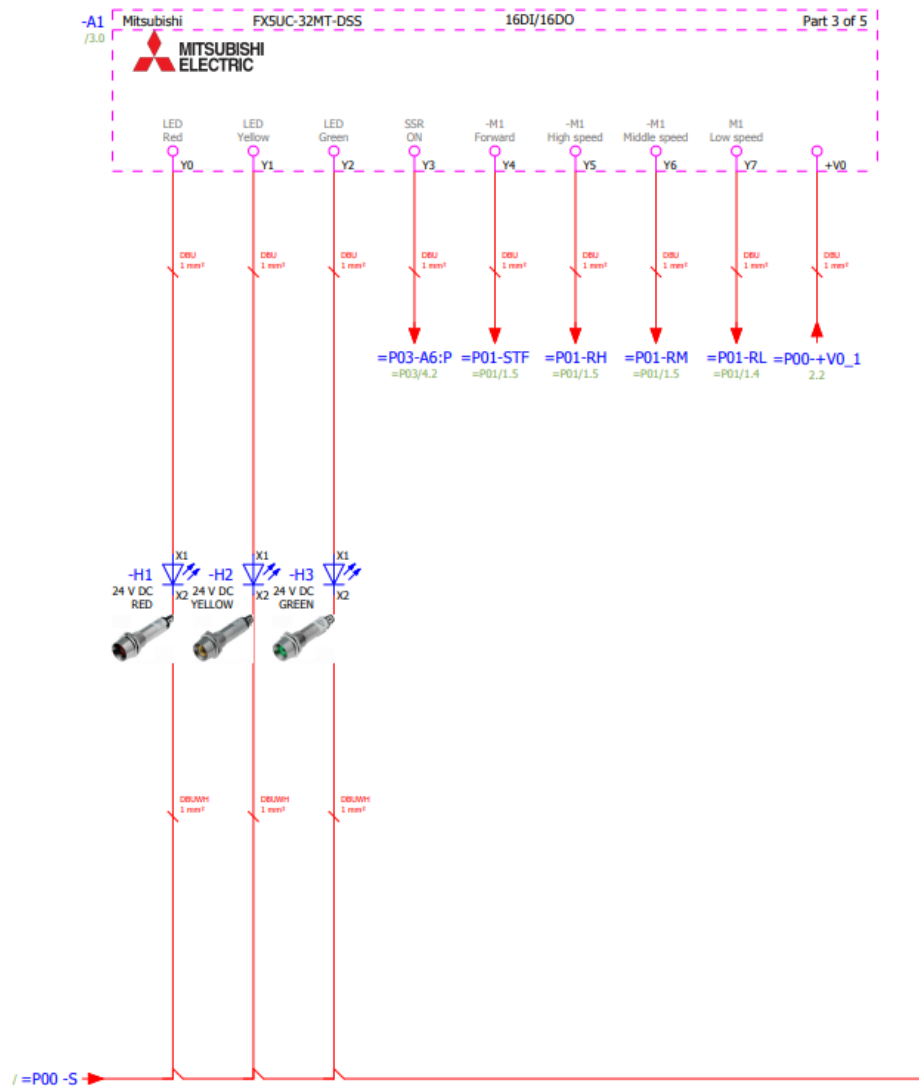 -A1 Mitsubishi FX5UC-32MT-DSS 16DI/16DO Part 3 of 5
/3.0
MITSUBISHI
ELECTRIC
LED LED LED SSR -M1 -M1 -M1 M1
Red Yellow Green ON Forward High speed Middle speed Low speed
Y0 Y1 Y2 Y3 Y4 Y5 Y6 Y7 +V0
DBU DBU DBU DBU DBU DBU DBU DBU DBU
1 mm² 1 mm² 1 mm² 1 mm² 1 mm² 1 mm² 1 mm² 1 mm² 1 mm²
=P03-A6:P =P01-STF =P01-RH =P01-RM =P01-RL =P00-+V0_1
=P03/4.2 =P01/1.5 =P01/1.5 =P01/1.5 =P01/1.4 2.2
X1 X1 X1
-H1 -H2 -H3
24 V DC X2 24 V DC X2 24 V DC X2
RED YELLOW GREEN
DBUWH DBUWH DBUWH
1 mm² 1 mm² 1 mm²
/ =P00 -S